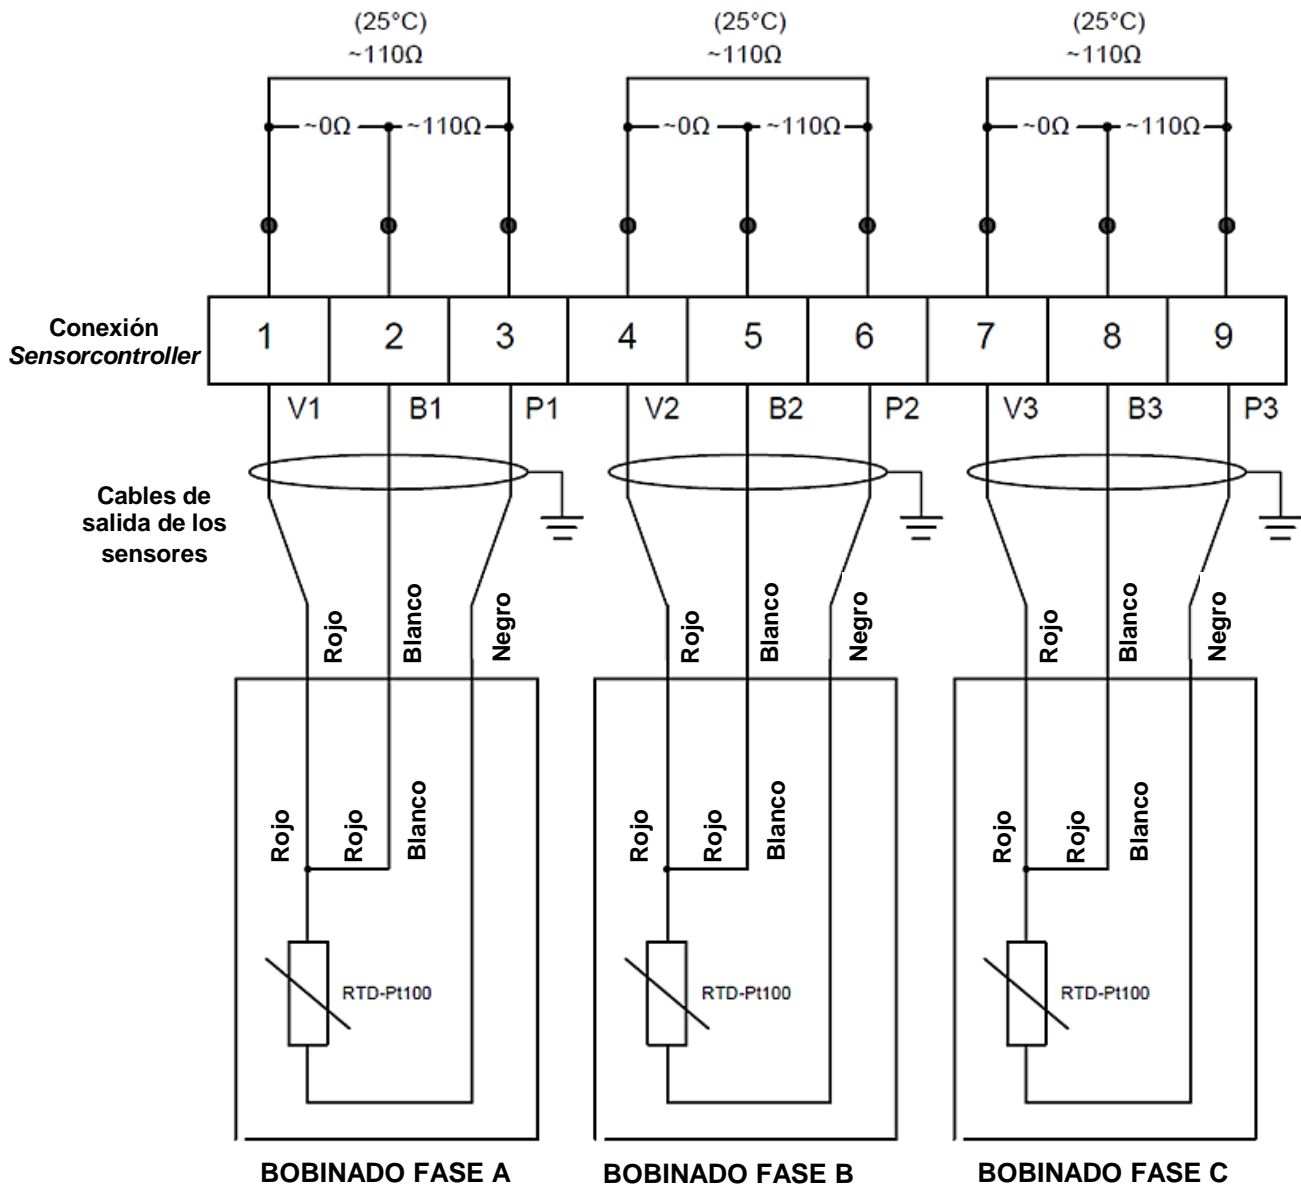 (25°C) (25°C) (25°C)
~110Ω ~110Ω ~110Ω
~0Ω ~110Ω ~0Ω ~110Ω ~0Ω ~110Ω
Conexión
Sensorcontroller
1 2 3 4 5 6 7 8 9
V1 B1 P1 V2 B2 P2 V3 B3 P3
Cables de
salida de los
sensores
Rojo Blanco Negro Rojo Blanco Negro Rojo Blanco Negro
Rojo Rojo Blanco Rojo Rojo Blanco Rojo Rojo Blanco
RTD-Pt100 RTD-Pt100 RTD-Pt100
BOBINADO FASE A BOBINADO FASE B BOBINADO FASE C